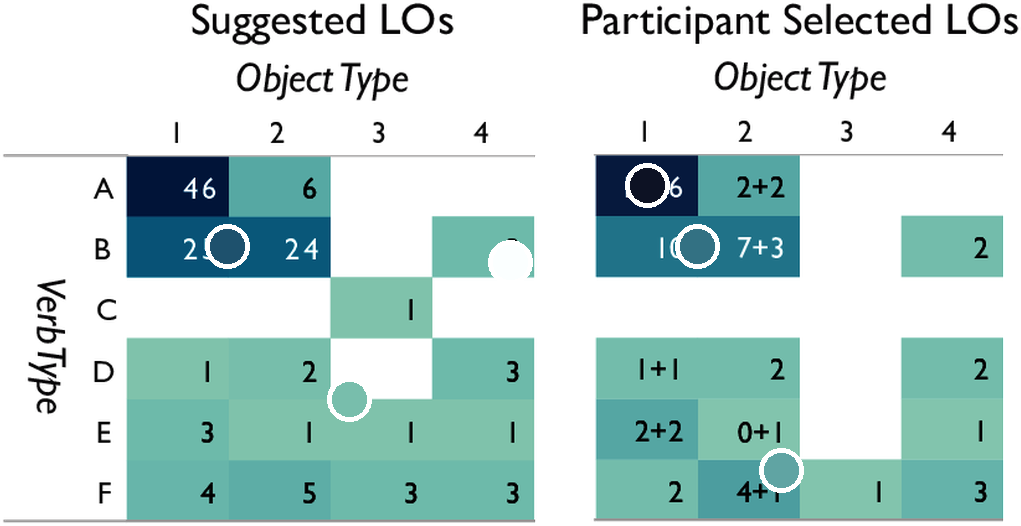 Suggested LOs Participant Selected LOs
Object Type Object Type
1 2 3 4 1 2 3 4
A 46 6 2+2
B 24 7+3 2
Verb Type
C 1
D 1 2 3 1+1 2 2
E 3 1 1 1 2+2 0+1 1
F 4 5 3 3 2 1 3